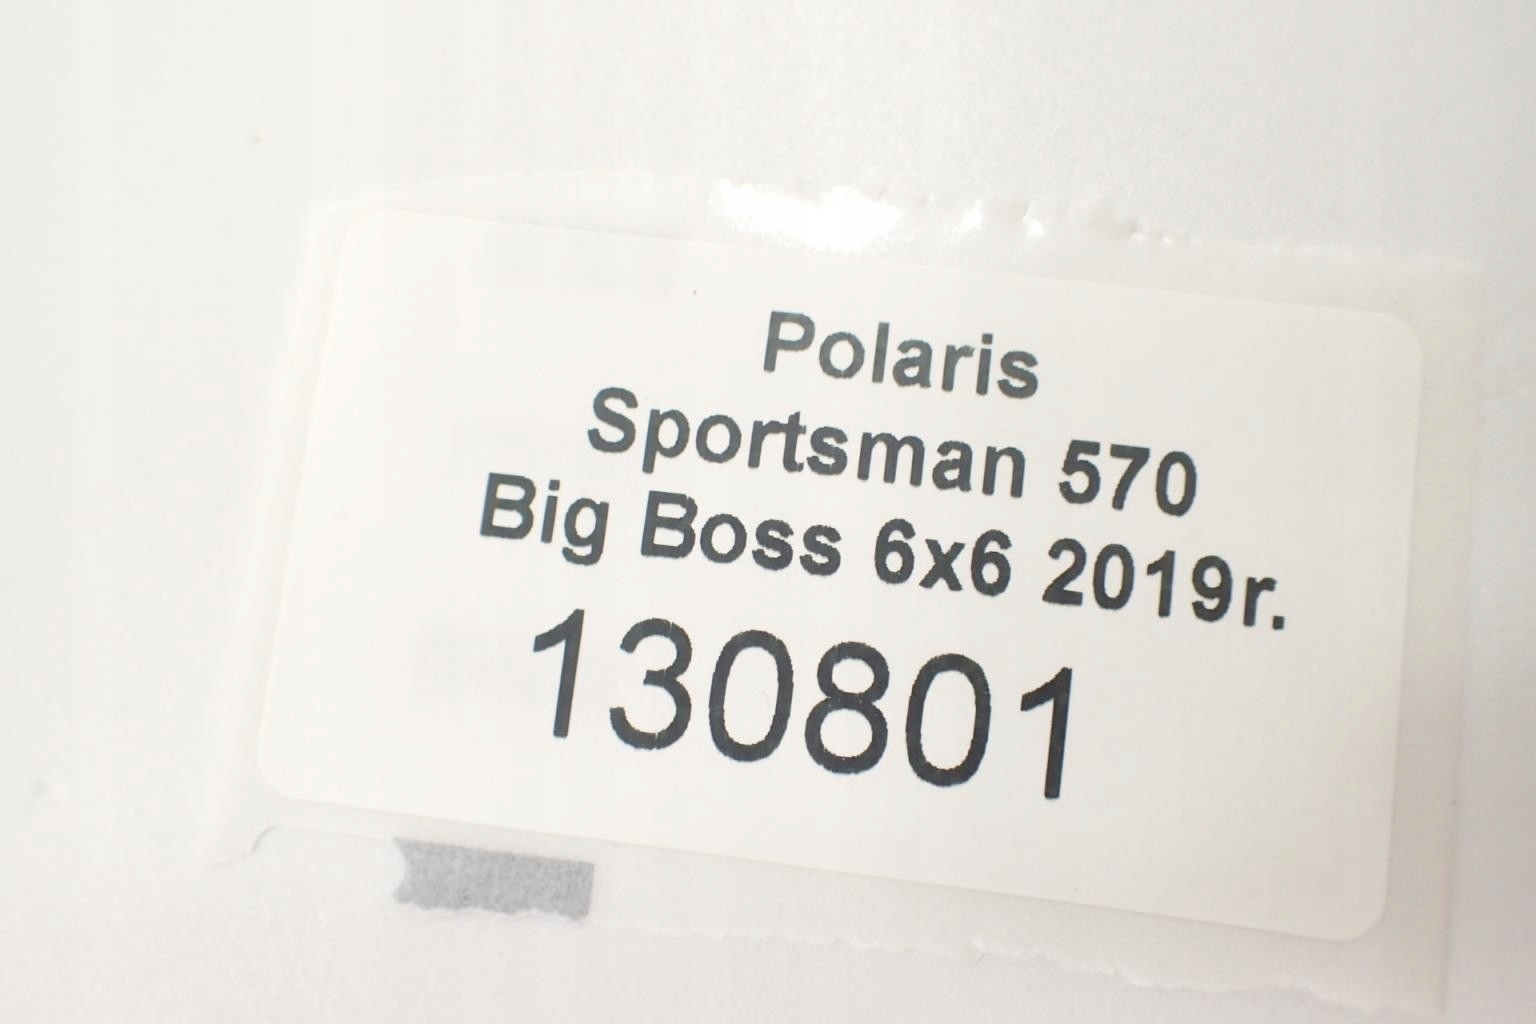 Polaris
Sportsman 570
Big Boss 6x6 2019r.
130801